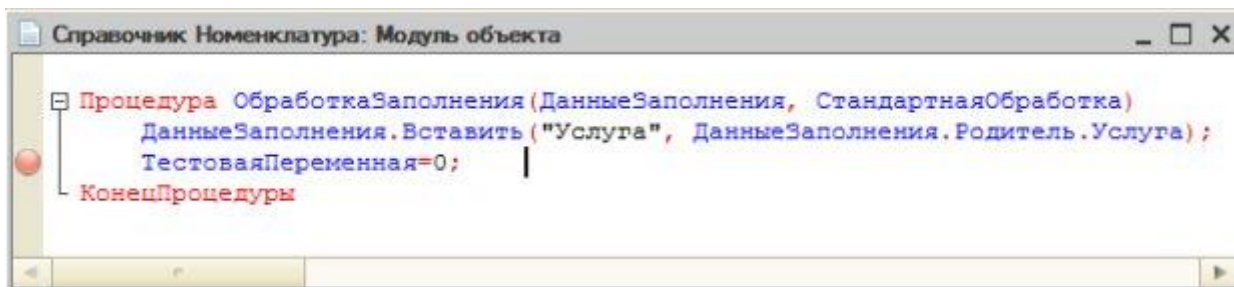 Справочник Номенклатура: Модуль объекта
Процедура ОбработкаЗаполнения(ДанныеЗаполнения, СтандартнаяОбработка)
ДанныеЗаполнения.Вставить("Услуга", ДанныеЗаполнения.Родитель.Услуга);
ТестоваяПеременная=0;
КонецПроцедуры